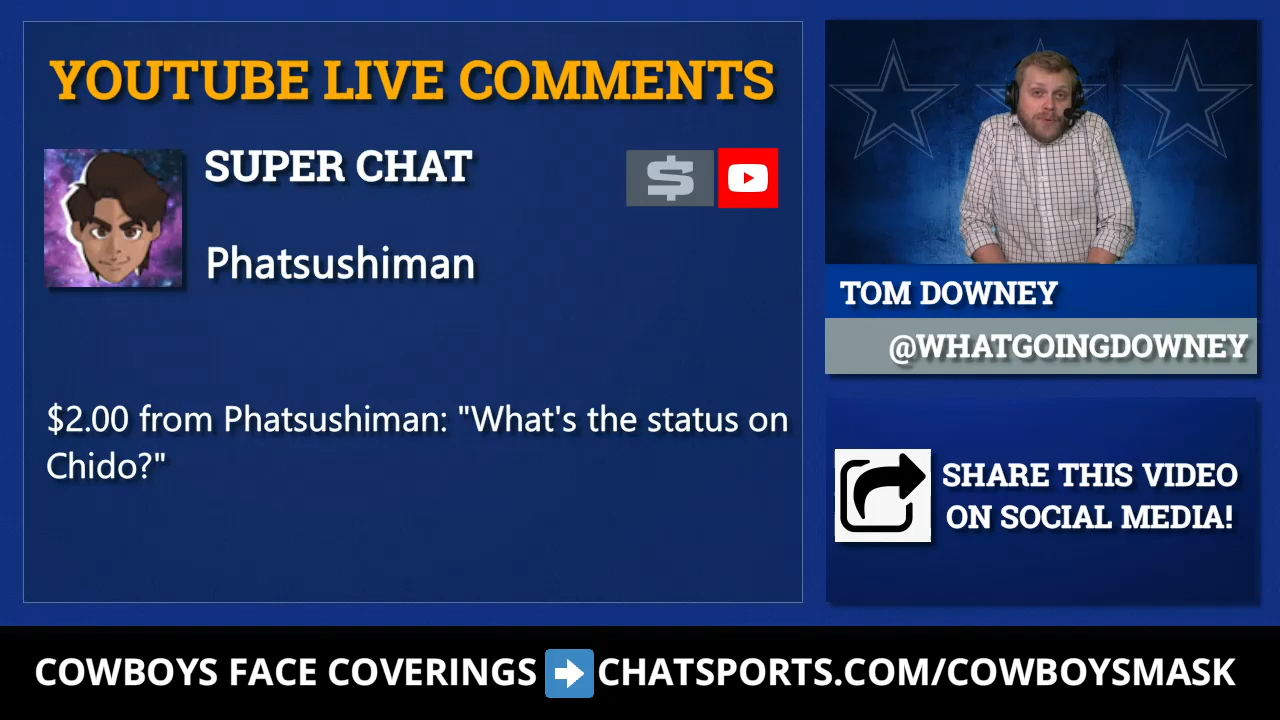 YOUTUBE LIVE COMMENTS
SUPER CHAT
$
Phatsushiman
$2.00 from Phatsushiman: "What's the status on
Chido?"
TOM DOWNEY
@WHATGOINGDOWNEY
SHARE THIS VIDEO
ON SOCIAL MEDIA!
COWBOYS FACE COVERINGS ➡ CHATSPORTS.COM/COWBOYSMASK